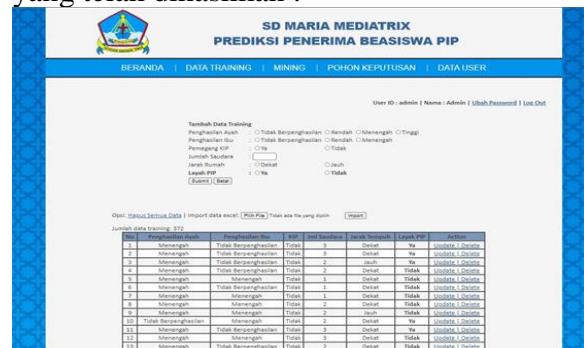 yang telah dihasilkan :
SD MARIA MEDIATRIX
PREDIKSI PENERIMA BEASISWA PIP
BERANDA | DATA TRAINING | MINING | POHON KEPUTUSAN | DATA USER
User ID : admin | Nama : Admin | Ubah Password | Log Out
Tambah Data Training
Penghasilan Ayah : Tidak Berpenghasilan Rendah Menengah Tinggi
Penghasilan Ibu : Tidak Berpenghasilan Rendah Menengah
Pemegang KIP : Ya Tidak
Jumlah Saudara :
Jarak Rumah : Dekat Jauh
Layak PIP : Ya Tidak
Submit Batal
Opsi: Hapus Semua Data | Import data excel: Pilih File Tidak ada file yang dipilih Import
Jumlah data training: 372
No Penghasilan Ayah Penghasilan Ibu KIP Jml Saudara Jarak Tempuh Layak PIP Action
1 Menengah Tidak Berpenghasilan Tidak 3 Dekat Ya Update | Delete
2 Menengah Tidak Berpenghasilan Tidak 3 Dekat Ya Update | Delete
3 Menengah Tidak Berpenghasilan Tidak 2 Jauh Ya Update | Delete
4 Menengah Tidak Berpenghasilan Tidak 2 Dekat Tidak Update | Delete
5 Menengah Menengah Tidak 1 Dekat Tidak Update | Delete
6 Menengah Tidak Berpenghasilan Tidak 1 Dekat Tidak Update | Delete
7 Menengah Menengah Tidak 1 Dekat Tidak Update | Delete
8 Menengah Menengah Tidak 2 Dekat Tidak Update | Delete
9 Menengah Menengah Tidak 2 Jauh Tidak Update | Delete
10 Tidak Berpenghasilan Menengah Tidak 2 Dekat Ya Update | Delete
11 Menengah Tidak Berpenghasilan Tidak 3 Dekat Ya Update | Delete
12 Menengah Menengah Tidak 3 Dekat Tidak Update | Delete
13 Menengah Tidak Berpenghasilan Tidak 2 Dekat Tidak Update | Delete